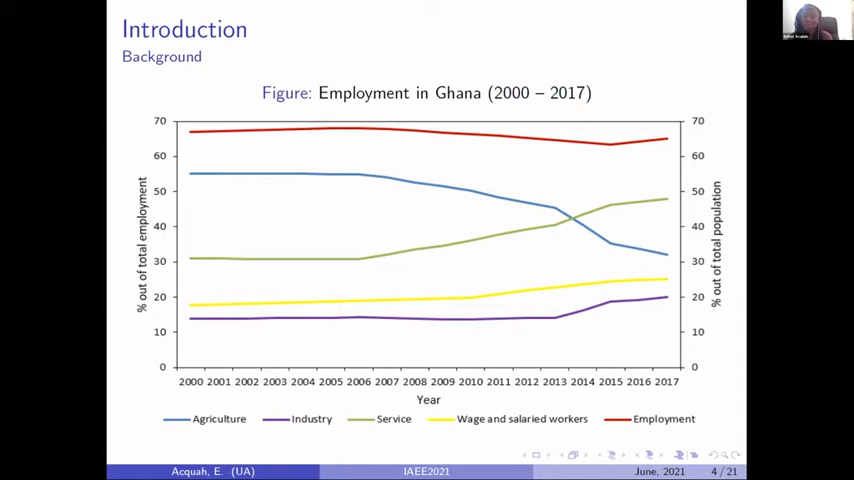 Introduction
Background
Figure: Employment in Ghana (2000 – 2017)
70 70
60 60
50 50
40 40
30 30
20 20
10 10
0 0
% out of total employment
% out of total population
2000 2001 2002 2003 2004 2005 2006 2007 2008 2009 2010 2011 2012 2013 2014 2015 2016 2017
Year
Agriculture Industry Service Wage and salaried workers Employment
Acquah, E. (UA) IAEE2021 June, 2021 4 / 21